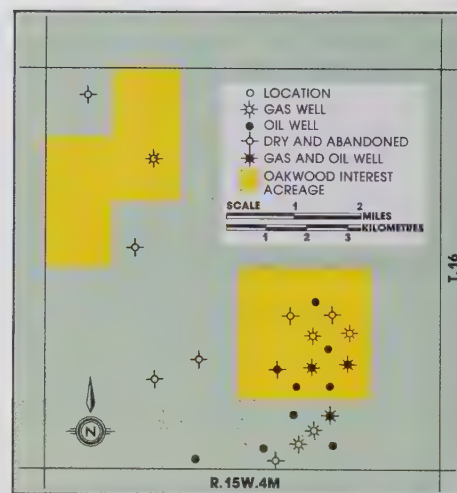 LOCATION
GAS WELL
OIL WELL
DRY AND ABANDONED
GAS AND OIL WELL
OAKWOOD INTEREST
ACREAGE
SCALE 1 2
MILES
KILOMETRES
1 2 3
T.16
N
R.15W.4M